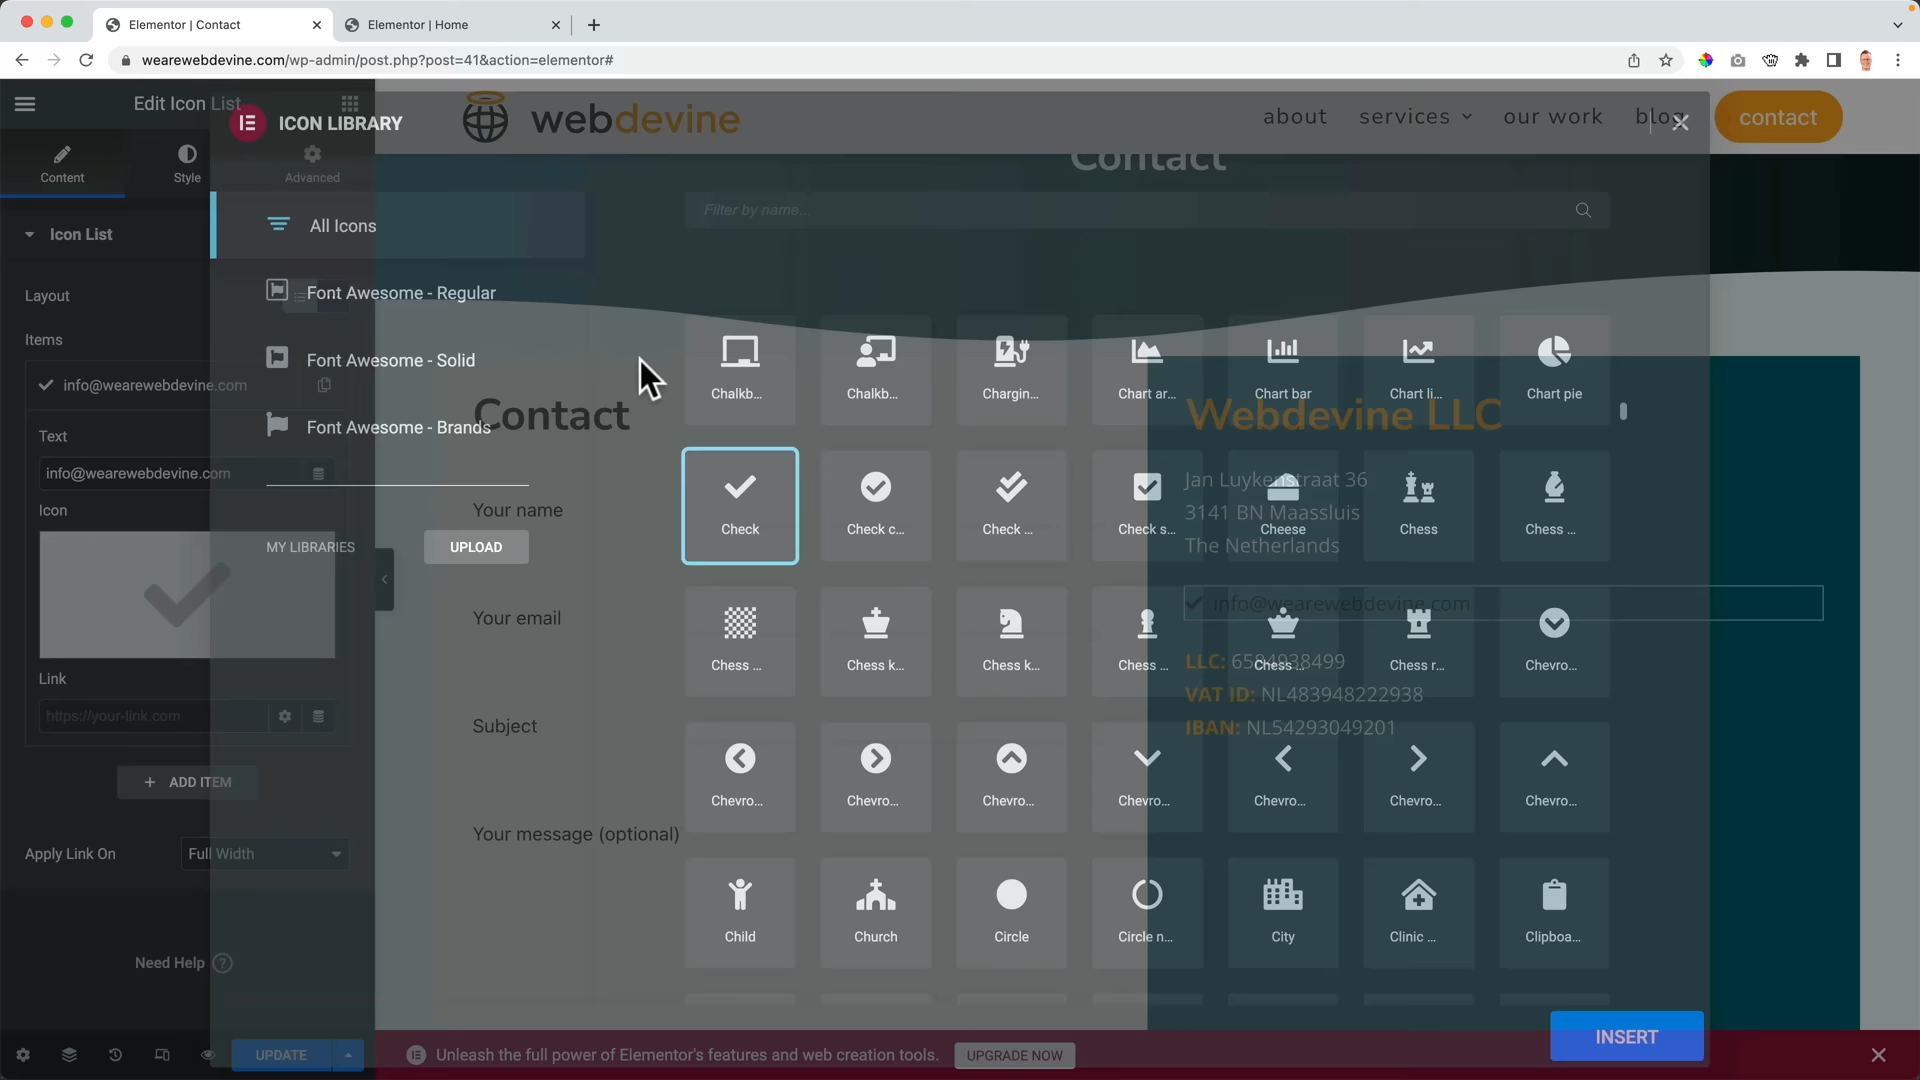 Elementor | Contact
Elementor | Home
wearewebdevine.com/wp-admin/post.php?post=41&action=elementor#
Edit Icon List
ICON LIBRARY
webdevine
about
services
our work
blog
contact
Content
Style
Advanced
Contact
All Icons
Filter by name...
Icon List
Font Awesome - Regular
Layout
Items
Font Awesome - Solid
info@wearewebdevine.com
Font Awesome - Brands
Text
info@wearewebdevine.com
Icon
MY LIBRARIES
UPLOAD
Link
https://your-link.com
ADD ITEM
Apply Link On
Full Width
Need Help
UPDATE
Contact
Your name
Your email
Subject
Your message (optional)
Chalkb...
Chalkb...
Chargin...
Chart ar...
Chart bar
Chart li...
Chart pie
Check
Check c...
Check ...
Check s...
Cheese
Chess
Chess ...
Chess ...
Chess k...
Chess k...
Chess ...
Chess ...
Chess r...
Chevro...
Chevro...
Chevro...
Chevro...
Chevro...
Chevro...
Chevro...
Chevro...
Child
Church
Circle
Circle n...
City
Clinic ...
Clipboa...
Webdevine LLC
Jan Luykenstraat 36
3141 BN Maassluis
The Netherlands
info@wearewebdevine.com
LLC: 6584938499
VAT ID: NL483948222938
IBAN: NL54293049201
INSERT
Unleash the full power of Elementor's features and web creation tools.
UPGRADE NOW